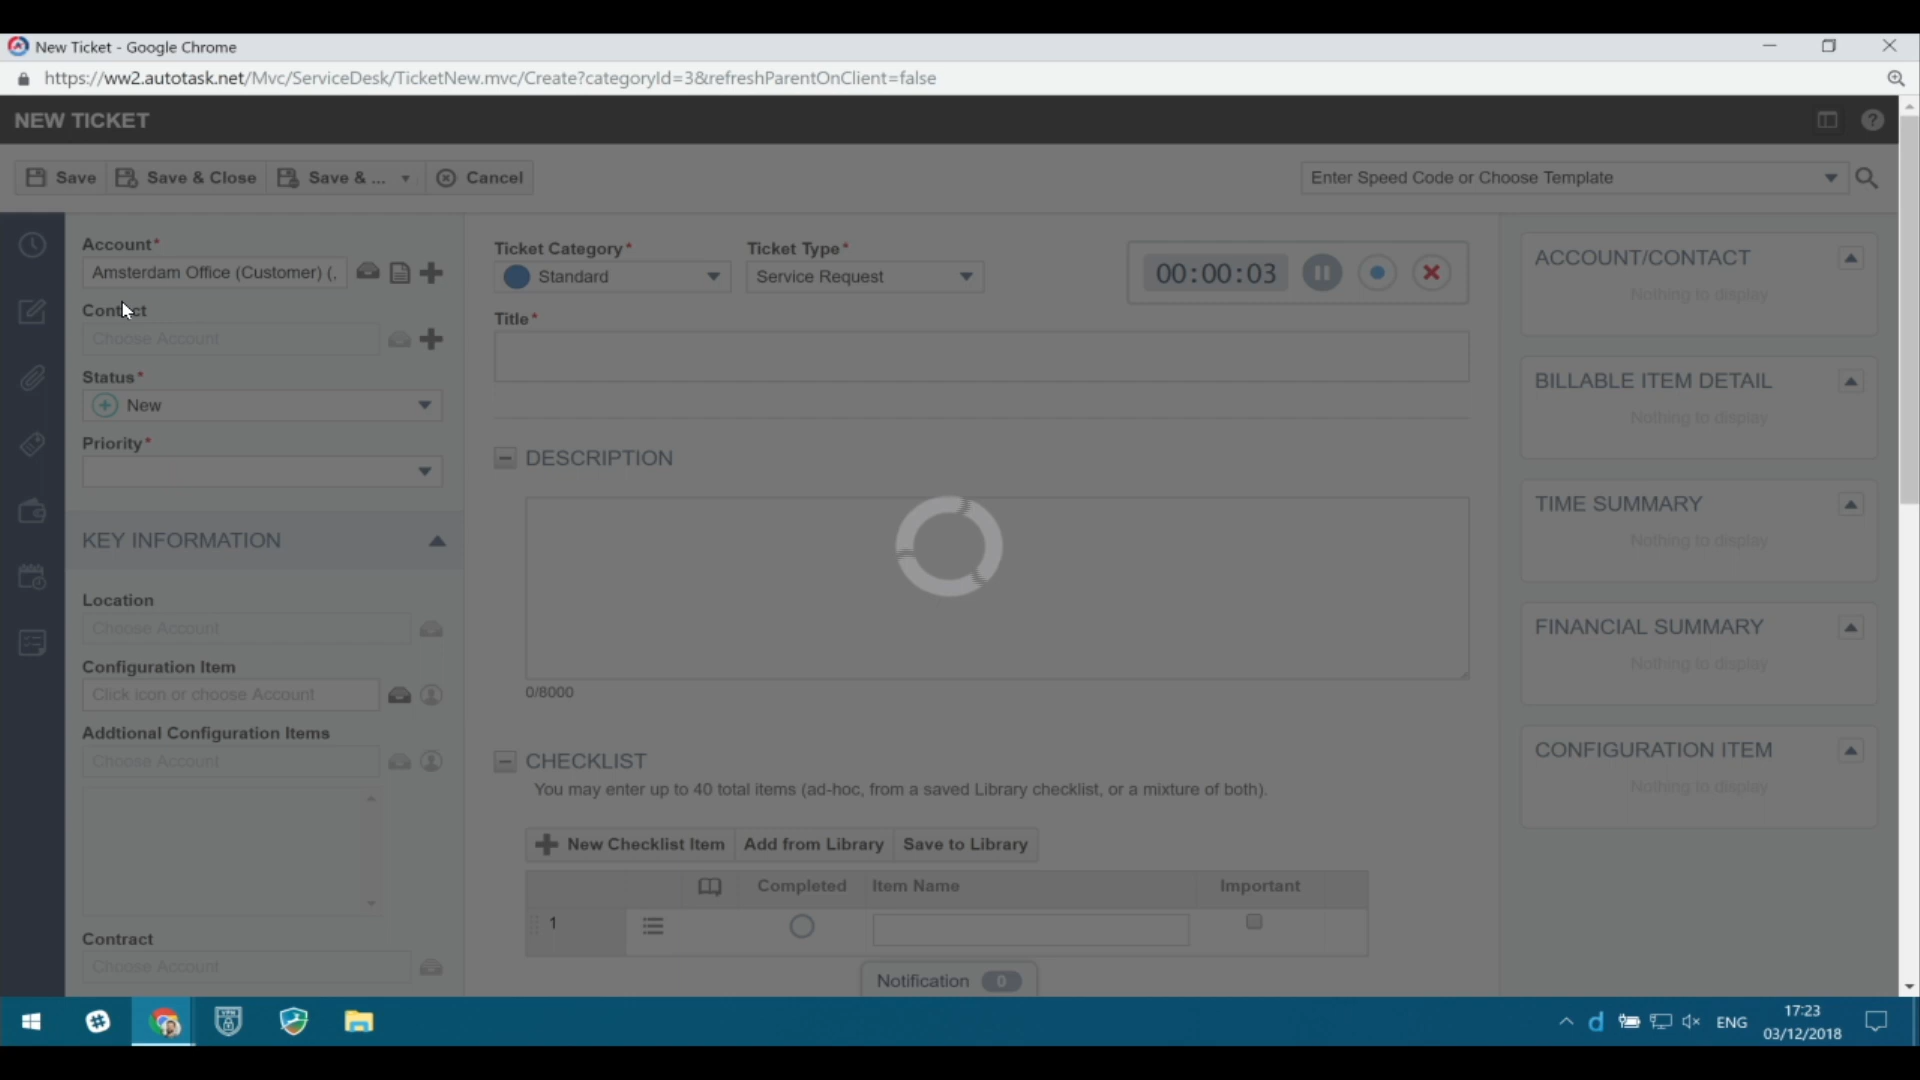 New Ticket - Google Chrome
https://ww2.autotask.net/Mvc/ServiceDesk/TicketNew.mvc/Create?categoryId=3&refreshParentOnClient=false
NEW TICKET
?
Save
Save & Close
Save & ...
Cancel
Enter Speed Code or Choose Template
Account*
Amsterdam Office (Customer) (.
Contact
Choose Account
Status*
New
Priority*
KEY INFORMATION
Location
Choose Account
Configuration Item
Click icon or choose Account
Addtional Configuration Items
Choose Account
Contract
Choose Account
Ticket Category*
Standard
Ticket Type*
Service Request
00:00:03
Title*
DESCRIPTION
0/8000
CHECKLIST
You may enter up to 40 total items (ad-hoc, from a saved Library checklist, or a mixture of both).
New Checklist Item
Add from Library
Save to Library
Completed
Item Name
Important
1
Notification 0
ACCOUNT/CONTACT
Nothing to display
BILLABLE ITEM DETAIL
Nothing to display
TIME SUMMARY
Nothing to display
FINANCIAL SUMMARY
Nothing to display
CONFIGURATION ITEM
Nothing to display
VPN
d
ENG
17:23
03/12/2018